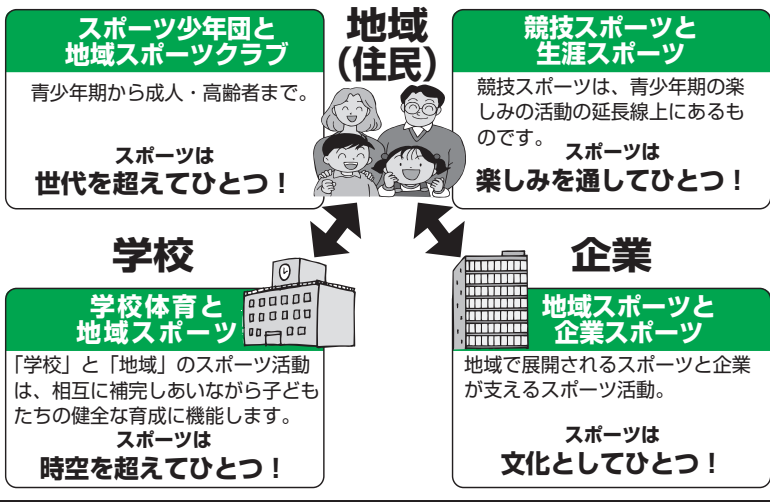 スポーツ少年団と
地域スポーツクラブ
青少年期から成人・高齢者まで。
スポーツは
世代を超えてひとつ！
地域
(住民)
競技スポーツと
生涯スポーツ
競技スポーツは、青少年期の楽
しみの活動の延長線上にあるも
のです。
スポーツは
楽しみを通してひとつ！
学校
学校体育と
地域スポーツ
「学校」と「地域」のスポーツ活動
は、相互に補完しあいながら子ども
たちの健全な育成に機能します。
スポーツは
時空を超えてひとつ！
企業
地域スポーツと
企業スポーツ
地域で展開されるスポーツと企業
が支えるスポーツ活動。
スポーツは
文化としてひとつ！